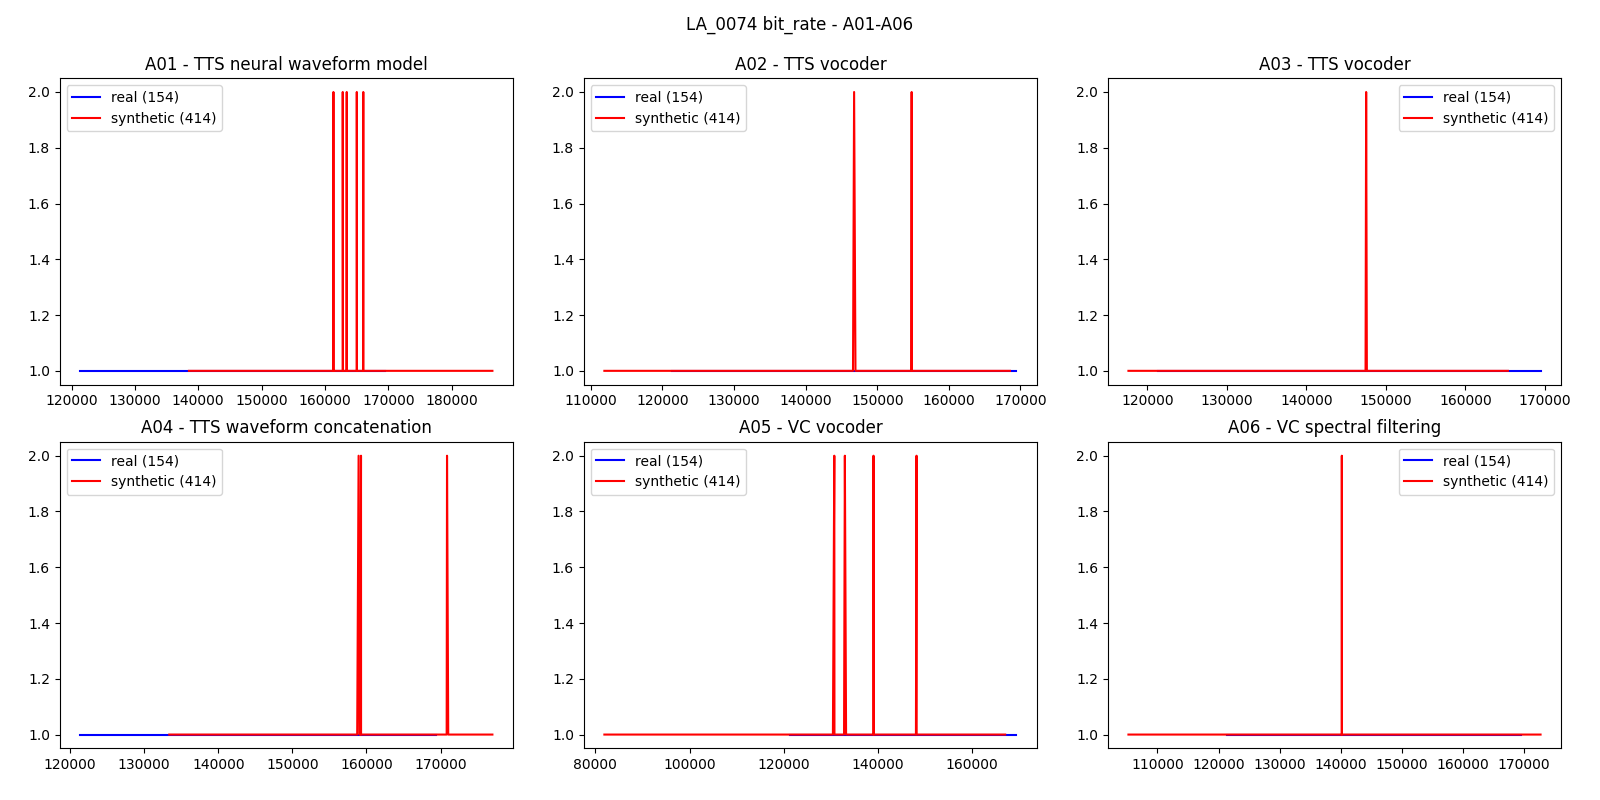 LA_0074 bit_rate - A01-A06
A01 - TTS neural waveform model
real (154)
synthetic (414)
2.0
1.8
1.6
1.4
1.2
1.0
120000 130000 140000 150000 160000 170000 180000
A02 - TTS vocoder
real (154)
synthetic (414)
2.0
1.8
1.6
1.4
1.2
1.0
110000 120000 130000 140000 150000 160000 170000
A03 - TTS vocoder
real (154)
synthetic (414)
2.0
1.8
1.6
1.4
1.2
1.0
120000 130000 140000 150000 160000 170000
A04 - TTS waveform concatenation
real (154)
synthetic (414)
2.0
1.8
1.6
1.4
1.2
1.0
120000 130000 140000 150000 160000 170000
A05 - VC vocoder
real (154)
synthetic (414)
2.0
1.8
1.6
1.4
1.2
1.0
80000 100000 120000 140000 160000
A06 - VC spectral filtering
real (154)
synthetic (414)
2.0
1.8
1.6
1.4
1.2
1.0
110000 120000 130000 140000 150000 160000 170000